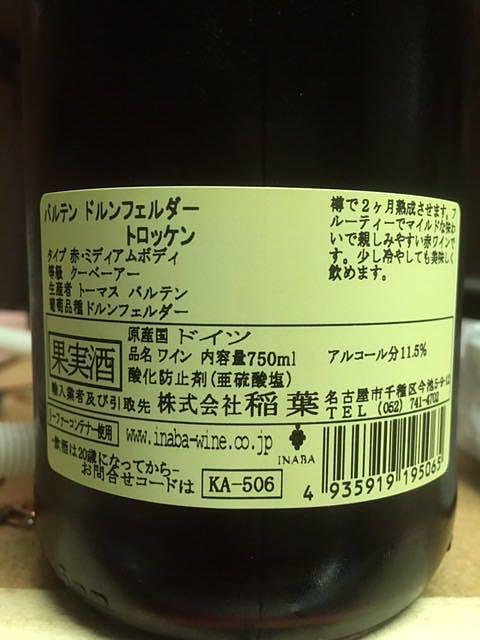 バルテン ドルンフェルダー
トロッケン
タイプ 赤・ミディアムボディ
等級 クーベーアー
生産者 トーマス バルテン
葡萄品種 ドルンフェルダー
樽で2ヶ月熟成させます。フ
ルーティーでマイルドな味わ
いで親しみやすい赤ワインで
す。少し冷やしても美味しく
飲めます。
果実酒
原産国 ドイツ
品名 ワイン 内容量750ml
アルコール分11.5%
酸化防止剤(亜硫酸塩)
輸入業者及び引取先 株式会社 稲葉
名古屋市千種区今池5-9-12
TEL (052) 741-4702
リーファーコンテナー使用
www.inaba-wine.co.jp
INABA
-飲酒は20歳になってから-
お問合せコードは KA-506
4 935919 195065